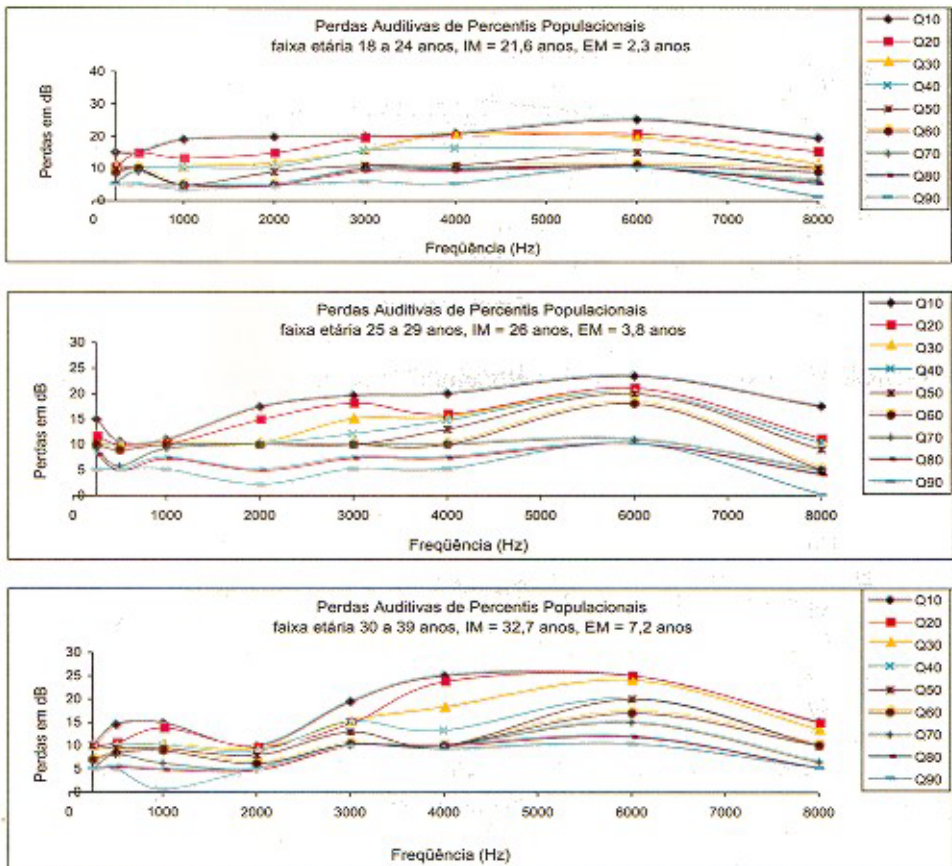 Perdas Auditivas de Percentis Populacionais
faixa etária 18 a 24 anos, IM = 21,6 anos, EM = 2,3 anos
Perdas em dB
40
30
20
10
0
0 1000 2000 3000 4000 5000 6000 7000 8000
Freqüência (Hz)
Q10
Q20
Q30
Q40
Q50
Q60
Q70
Q80
Q90
Perdas Auditivas de Percentis Populacionais
faixa etária 25 a 29 anos, IM = 26 anos, EM = 3,8 anos
Perdas em dB
30
25
20
15
10
5
0
0 1000 2000 3000 4000 5000 6000 7000 8000
Freqüência (Hz)
Q10
Q20
Q30
Q40
Q50
Q60
Q70
Q80
Q90
Perdas Auditivas de Percentis Populacionais
faixa etária 30 a 39 anos, IM = 32,7 anos, EM = 7,2 anos
Perdas em dB
30
25
20
15
10
5
0
0 1000 2000 3000 4000 5000 6000 7000 8000
Freqüência (Hz)
Q10
Q20
Q30
Q40
Q50
Q60
Q70
Q80
Q90